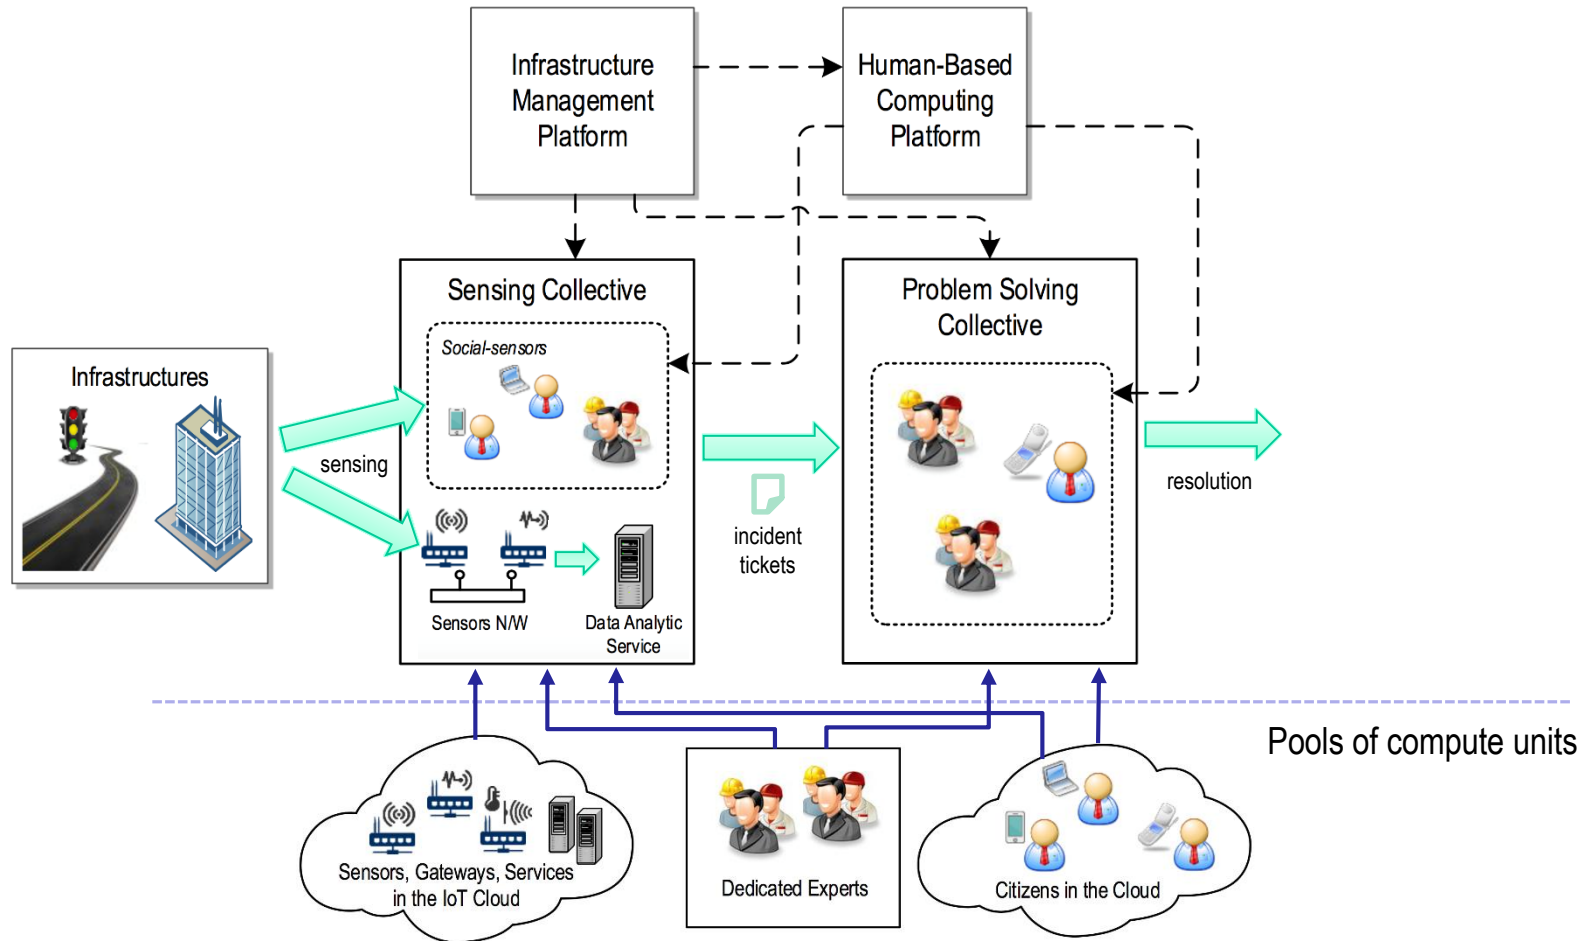 Infrastructure
Management
Platform
Human-Based
Computing
Platform
Sensing Collective
Problem Solving
Collective
Social-sensors
Infrastructures
sensing
resolution
incident
tickets
Sensors N/W
Data Analytic
Service
Pools of compute units
Sensors, Gateways, Services
in the IoT Cloud
Dedicated Experts
Citizens in the Cloud